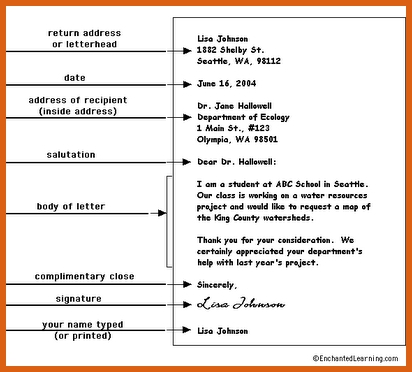 return address
or letterhead
Lisa Johnson
1882 Shelby St.
Seattle, WA, 98112
date
June 16, 2004
address of recipient
(inside address)
Dr. Jane Hallowell
Department of Ecology
1 Main St., #123
Olympia, WA 98501
salutation
Dear Dr. Hallowell:
body of letter
I am a student at ABC School in Seattle.
Our class is working on a water resources
project and would like to request a map of
the King County watersheds.
Thank you for your consideration. We
certainly appreciated your department's
help with last year's project.
complimentary close
Sincerely,
signature
Lisa Johnson
your name typed
(or printed)
Lisa Johnson
©EnchantedLearning.com